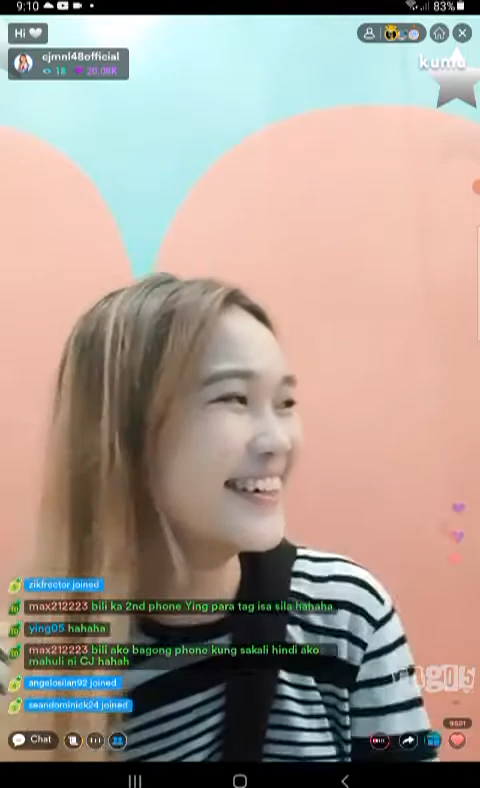 9:10
83%
Hi
cjmnl48official
18 20.08K
kumu
zikfrector joined
max212223 bili ka 2nd phone Ying para tag isa sila hahaha
ying05 hahaha
max212223 bili ako bagong phone kung sakali hindi ako
mahuli ni CJ hahah
angelosilan92 joined
seandominick24 joined
Chat
9531